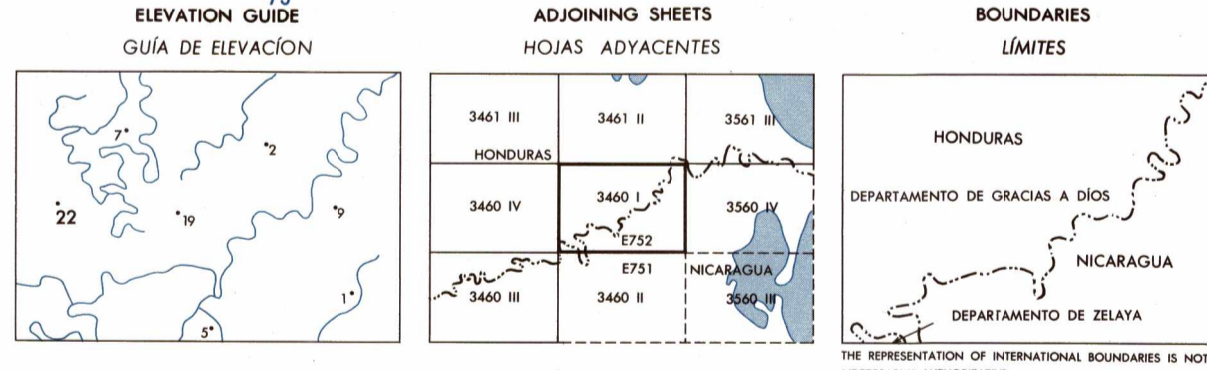 ELEVATION GUIDE
GUÍA DE ELEVACÍON
7
2
22
19
9
1
5
ADJOINING SHEETS
HOJAS ADYACENTES
3461 III
3461 II
3561 III
HONDURAS
3460 IV
3460 I
3560 IV
E752
E751
NICARAGUA
3460 III
3460 II
3560 III
BOUNDARIES
LÍMITES
HONDURAS
DEPARTAMENTO DE GRACIAS A DÍOS
NICARAGUA
DEPARTAMENTO DE ZELAYA
THE REPRESENTATION OF INTERNATIONAL BOUNDARIES IS NOT